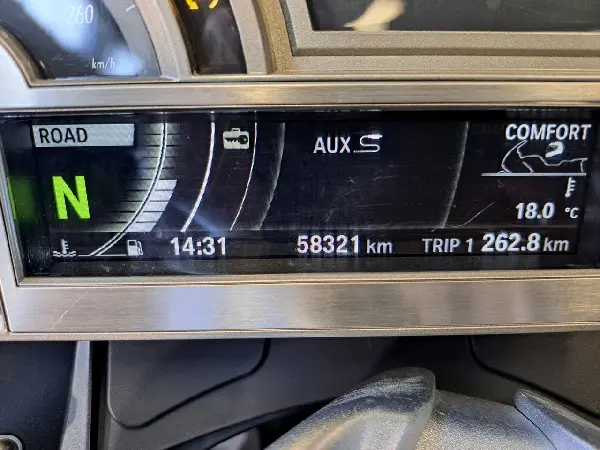 260
km/h
ROAD
AUX
COMFORT
N
18.0 °C
14:31 58321 km TRIP 1 262.8 km